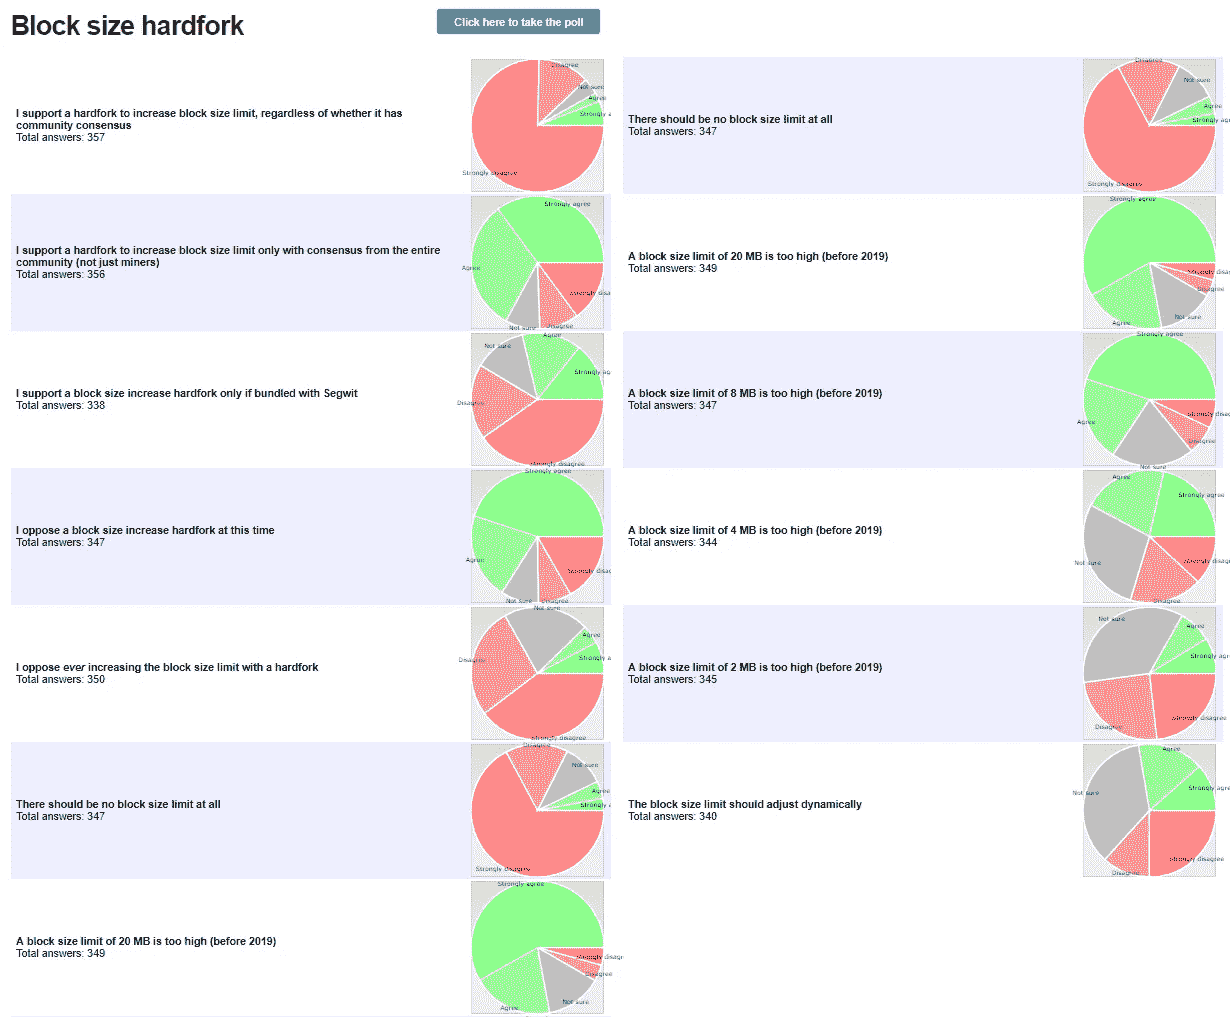 Block size hardfork
Click here to take the poll
I support a hardfork to increase block size limit, regardless of whether it has
community consensus
Total answers: 357
Disagree
Not sure
Agree
Strongly a
Strongly disagree
I support a hardfork to increase block size limit only with consensus from the entire
community (not just miners)
Total answers: 356
Strongly agree
Agree
Strongly disa
Not sure
Disagree
I support a block size increase hardfork only if bundled with Segwit
Total answers: 338
Agree
Not sure
Strongly ag
Disagree
Strongly disagree
I oppose a block size increase hardfork at this time
Total answers: 347
Strongly agree
Agree
Strongly disa
Not sure
Disagree
I oppose ever increasing the block size limit with a hardfork
Total answers: 350
Not sure
Agree
Strongly a
Disagree
Strongly disagree
There should be no block size limit at all
Total answers: 347
Disagree
Not sure
Agree
Strongly a
Strongly disagree
A block size limit of 20 MB is too high (before 2019)
Total answers: 349
Strongly agree
Strongly disagr
Disagree
Not sure
Agree
There should be no block size limit at all
Total answers: 347
Disagree
Not sure
Agree
Strongly agr
Strongly disagree
A block size limit of 20 MB is too high (before 2019)
Total answers: 349
Strongly agree
Strongly disa
Disagree
Not sure
Agree
A block size limit of 8 MB is too high (before 2019)
Total answers: 347
Strongly agree
Strongly disa
Agree
Disagree
Not sure
A block size limit of 4 MB is too high (before 2019)
Total answers: 344
Agree
Strongly agree
Not sure
Strongly disag
Disagree
A block size limit of 2 MB is too high (before 2019)
Total answers: 345
Not sure
Agree
Strongly agr
Strongly disagree
Disagree
The block size limit should adjust dynamically
Total answers: 340
Agree
Strongly agre
Not sure
Strongly disagree
Disagree